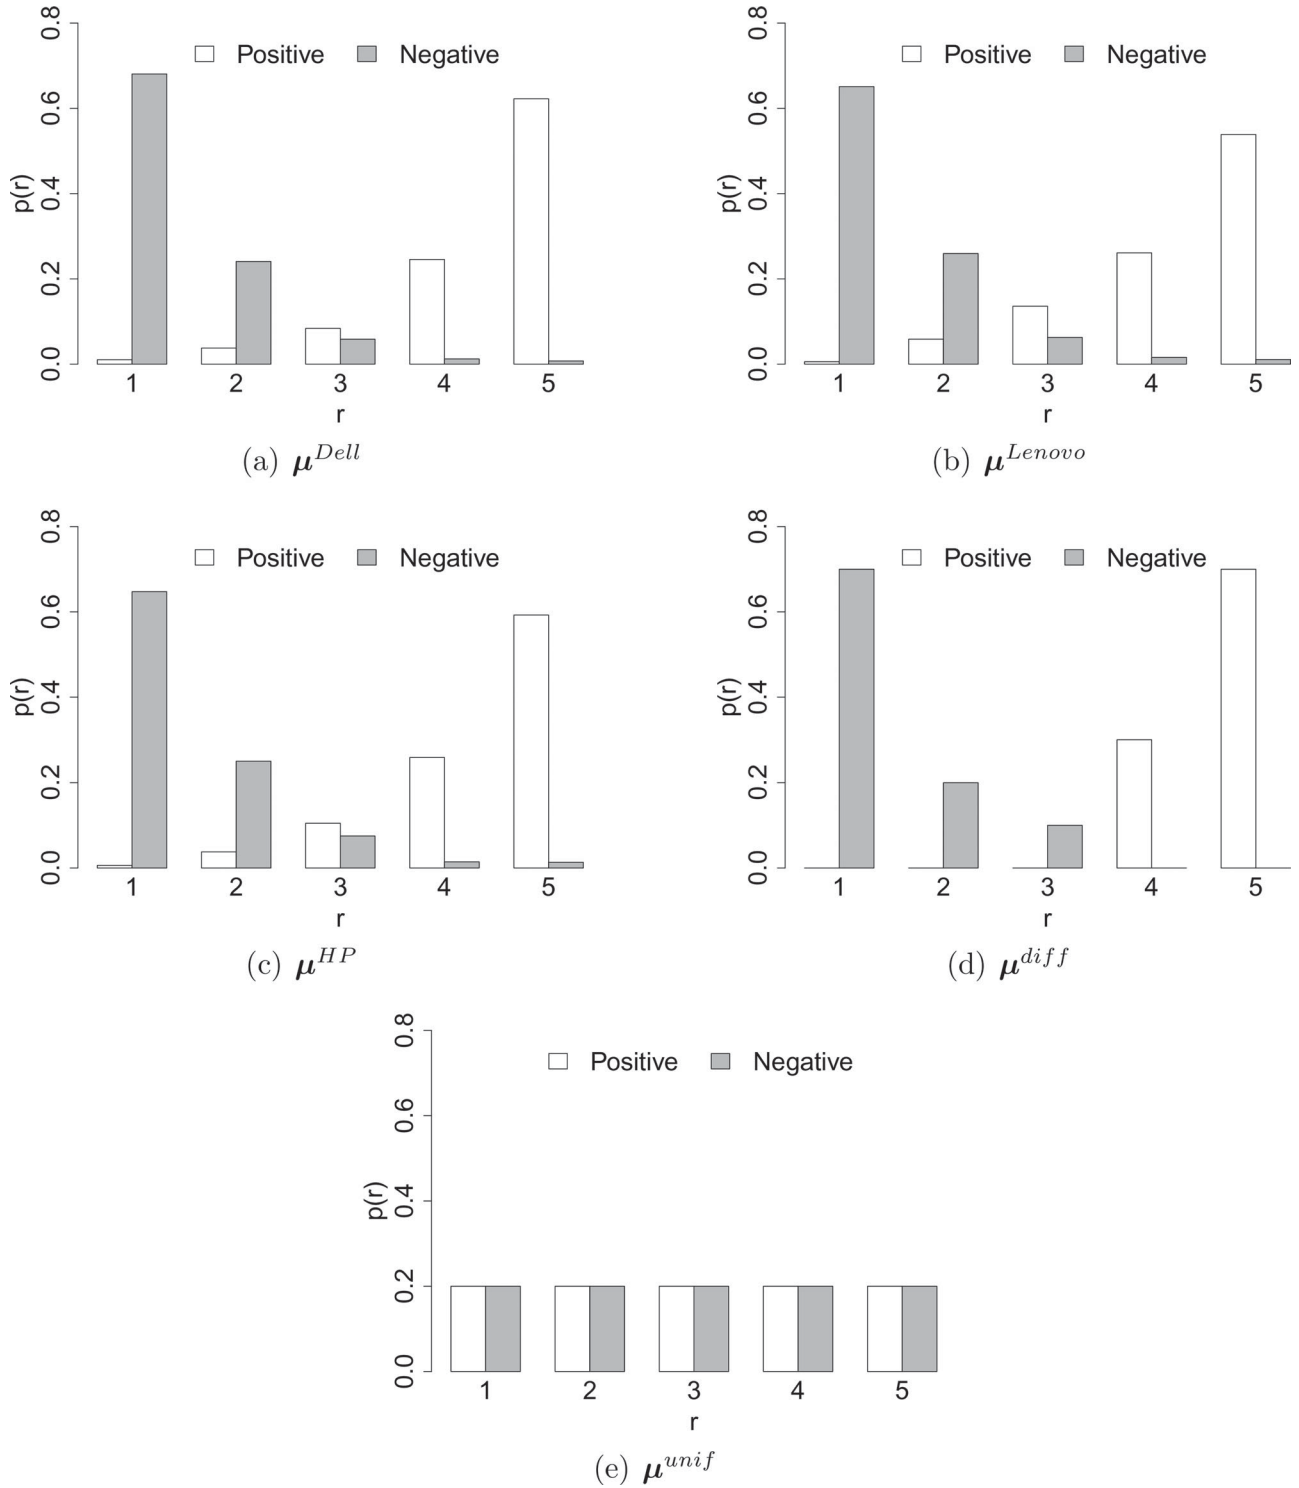 Positive Negative
0.8
0.6
0.4
0.2
0.0
p(r)
1 2 3 4 5
r
(a) μ^Dell
Positive Negative
0.8
0.6
0.4
0.2
0.0
p(r)
1 2 3 4 5
r
(b) μ^Lenovo
Positive Negative
0.8
0.6
0.4
0.2
0.0
p(r)
1 2 3 4 5
r
(c) μ^HP
Positive Negative
0.8
0.6
0.4
0.2
0.0
p(r)
1 2 3 4 5
r
(d) μ^diff
Positive Negative
0.8
0.6
0.4
0.2
0.0
p(r)
1 2 3 4 5
r
(e) μ^unif